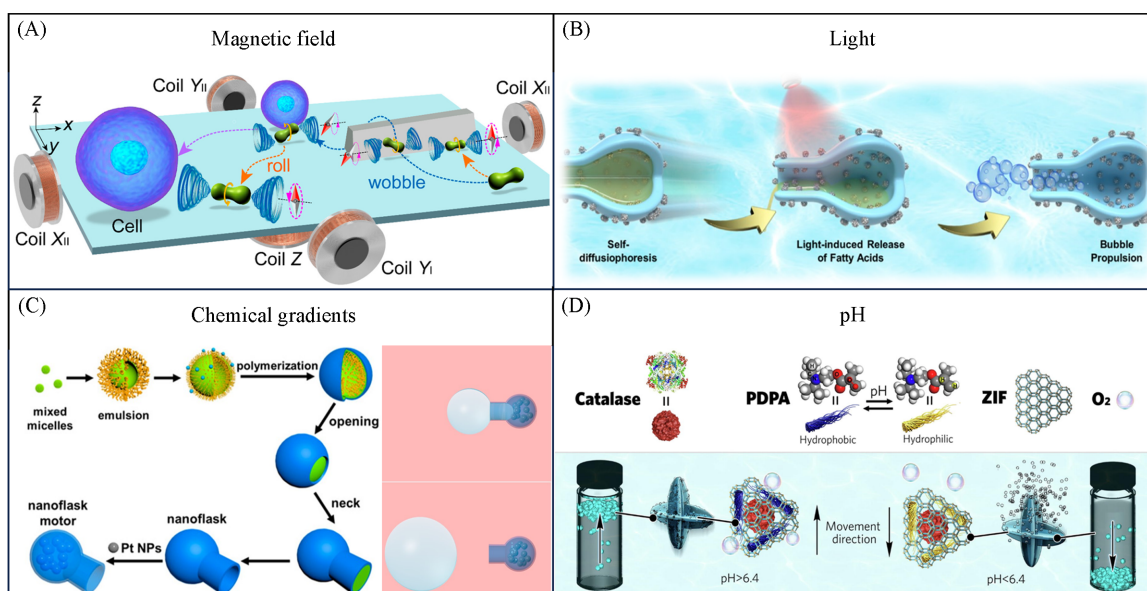 (A)
Magnetic field
Coil YII
Coil XII
z
x
y
roll
wobble
Cell
Coil XII
Coil Z
Coil YI
(B)
Light
Self-
diffusiophoresis
Light-induced Release
of Fatty Acids
Bubble
Propulsion
(C)
Chemical gradients
mixed
micelles
emulsion
polymerization
opening
neck
nanoflask
motor
nanoflask
Pt NPs
(D)
pH
Catalase
=
PDPA
pH
=
=
Hydrophobic
Hydrophilic
ZIF
O₂
Movement
direction
pH>6.4
pH<6.4